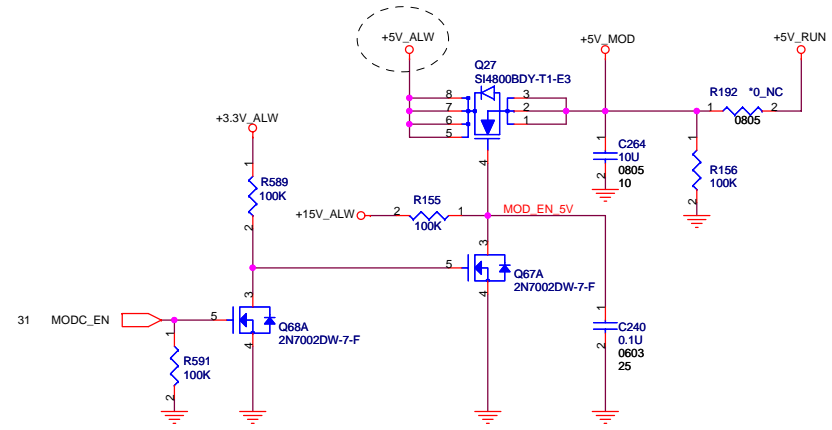 +5V_ALW
+5V_MOD
+5V_RUN
Q27
SI4800BDY-T1-E3
8
7
6
5
3
2
1
4
R192 *0_NC
1
2
0805
+3.3V_ALW
1
R589
100K
2
1
C264
10U
0805
10
2
1
R156
100K
2
+15V_ALW
2
R155
1
100K
MOD_EN_5V
3
5
Q67A
2N7002DW-7-F
4
31 MODC_EN
5
3
Q68A
2N7002DW-7-F
4
1
R591
100K
2
1
C240
0.1U
0603
25
2